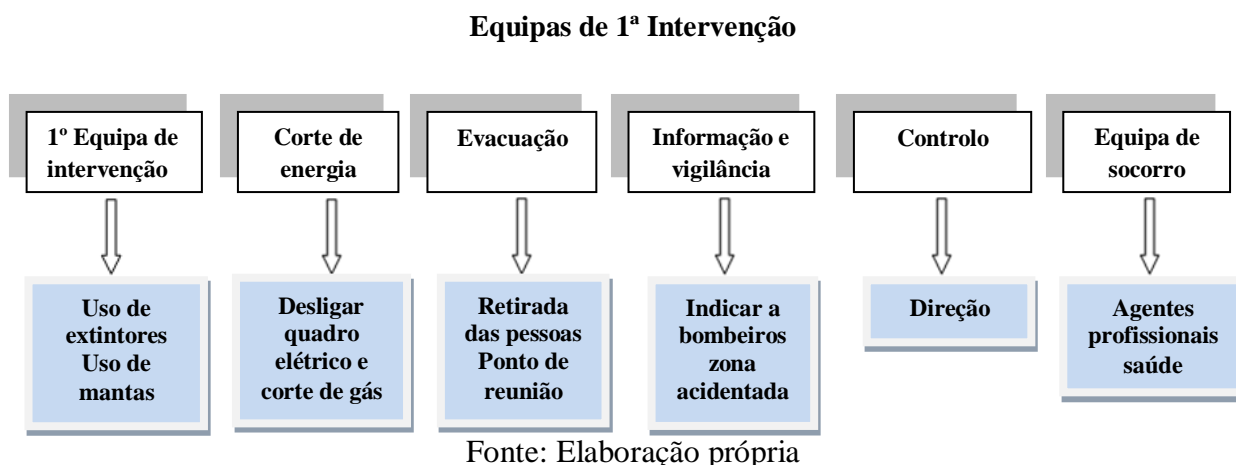 Equipas de 1ª Intervenção
1º Equipa de
intervenção
Corte de
energia
Evacuação
Informação e
vigilância
Controlo
Equipa de
socorro
Uso de
extintores
Uso de
mantas
Desligar
quadro
elétrico e
corte de gás
Retirada
das pessoas
Ponto de
reunião
Indicar a
bombeiros
zona
acidentada
Direção
Agentes
profissionais
saúde
Fonte: Elaboração própria